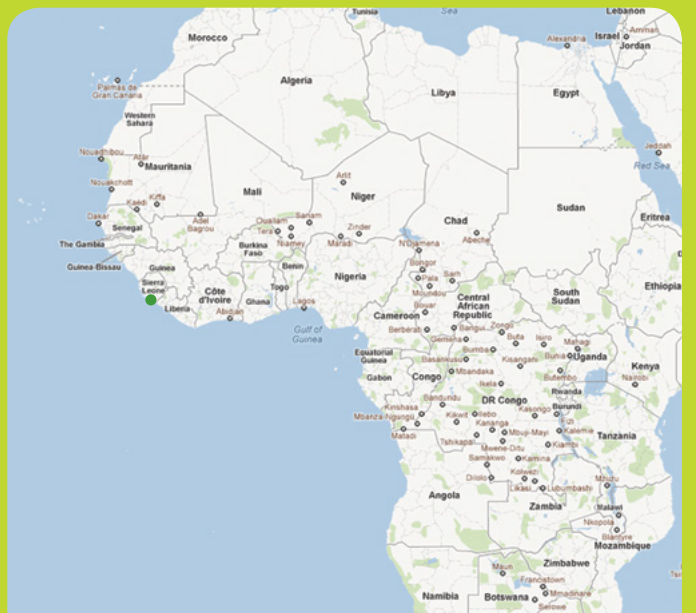 Tunisia
Sea
Lebanon
Morocco
Alexandria
Israel
Amman
Jordan
Algeria
Libya
Egypt
Palmas de
Gran Canaria
Western
Sahara
Jeddah
Nouadhibou
Atar
Mauritania
Red Sea
Arlit
Nouakchott
Mali
Niger
Kiffa
Kaédi
Sudan
Dakar
Adel
Bagrou
Ouallam
Sanam
Chad
Eritrea
Senegal
Tera
Zinder
Abeche
The Gambia
Burkina
Faso
Niamey
Maradi
N'Djamena
Guinea-Bissau
Guinea
Benin
Nigeria
Bongor
Pala
Sarh
Ethiopia
Sierra
Leone
Côte
d'Ivoire
Togo
Ghana
Moundou
Central
African
Republic
South
Sudan
Liberia
Abidjan
Lagos
Cameroon
Bouar
Gulf of
Guinea
Berbérati
Bangui
Zongo
Gemena
Buta
Isiro
Mahagi
Equatorial
Guinea
Basankusu
Bumba
Kisangani
Bunia
Uganda
Kenya
Gabon
Congo
Mbandaka
Butembo
Nairobi
Ikela
Rwanda
Bandundu
DR Congo
Burundi
Kinshasa
Mbanza-Ngungu
Kikwit
Ilebo
Kasongo
Kananga
Matadi
Tshikapa
Mbuji-Mayi
Kalemie
Tanzania
Mwene-Ditu
Kiambi
Samakwo
Kamina
Dilolo
Kolwezi
Likasi
Lubumbashi
Mzuzu
Angola
Zambia
Malawi
Nkopola
Blantyre
Mozambique
Zimbabwe
Maun
Francistown
Namibia
Botswana
Mmadinare
Serowe